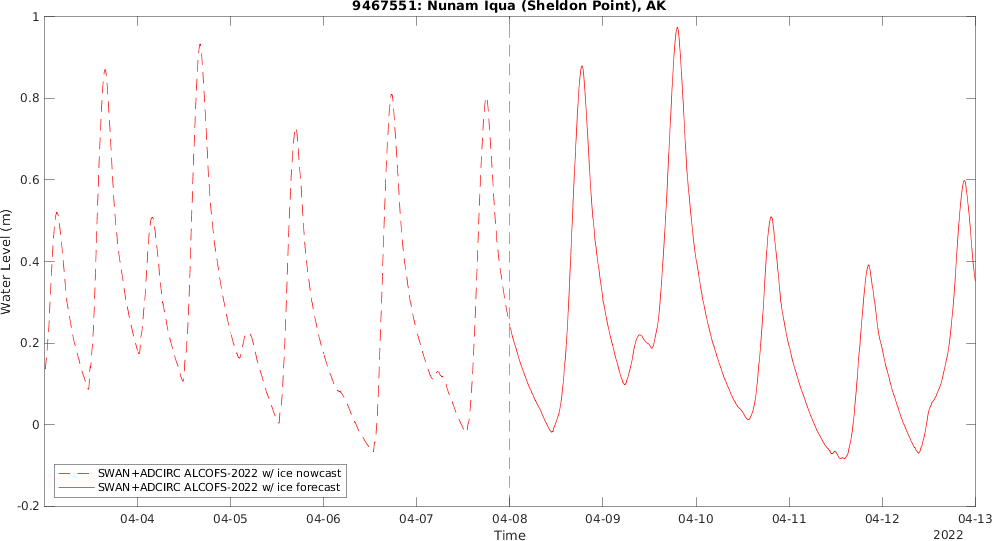 9467551: Nunam Iqua (Sheldon Point), AK
1
0.8
0.6
0.4
0.2
0
-0.2
Water Level (m)
SWAN+ADCIRC ALCOFS-2022 w/ ice nowcast
SWAN+ADCIRC ALCOFS-2022 w/ ice forecast
04-04 04-05 04-06 04-07 04-08 04-09 04-10 04-11 04-12 04-13
Time
2022